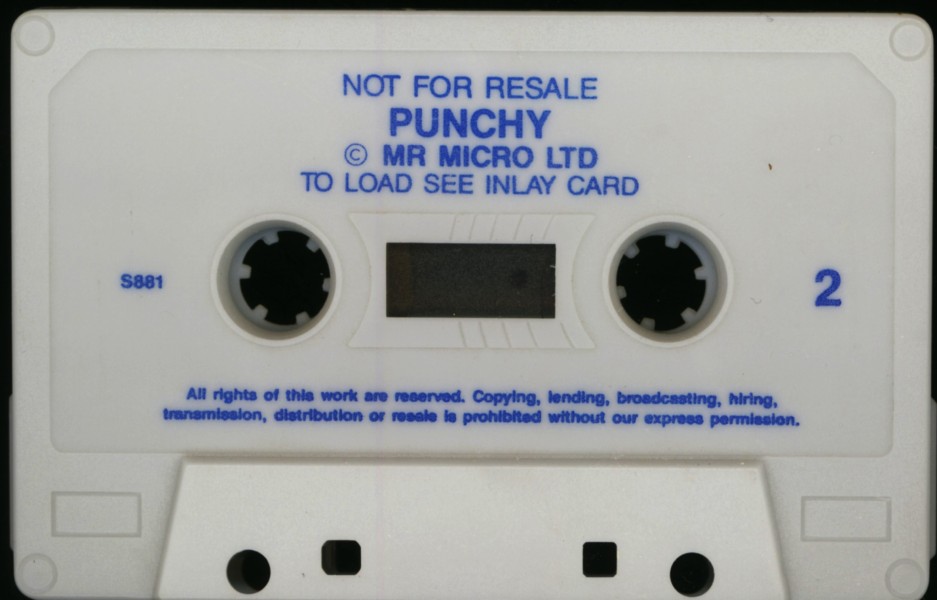 NOT FOR RESALE
PUNCHY
© MR MICRO LTD
TO LOAD SEE INLAY CARD
S881
2
All rights of this work are reserved. Copying, lending, broadcasting, hiring,
transmission, distribution or resale is prohibited without our express permission.